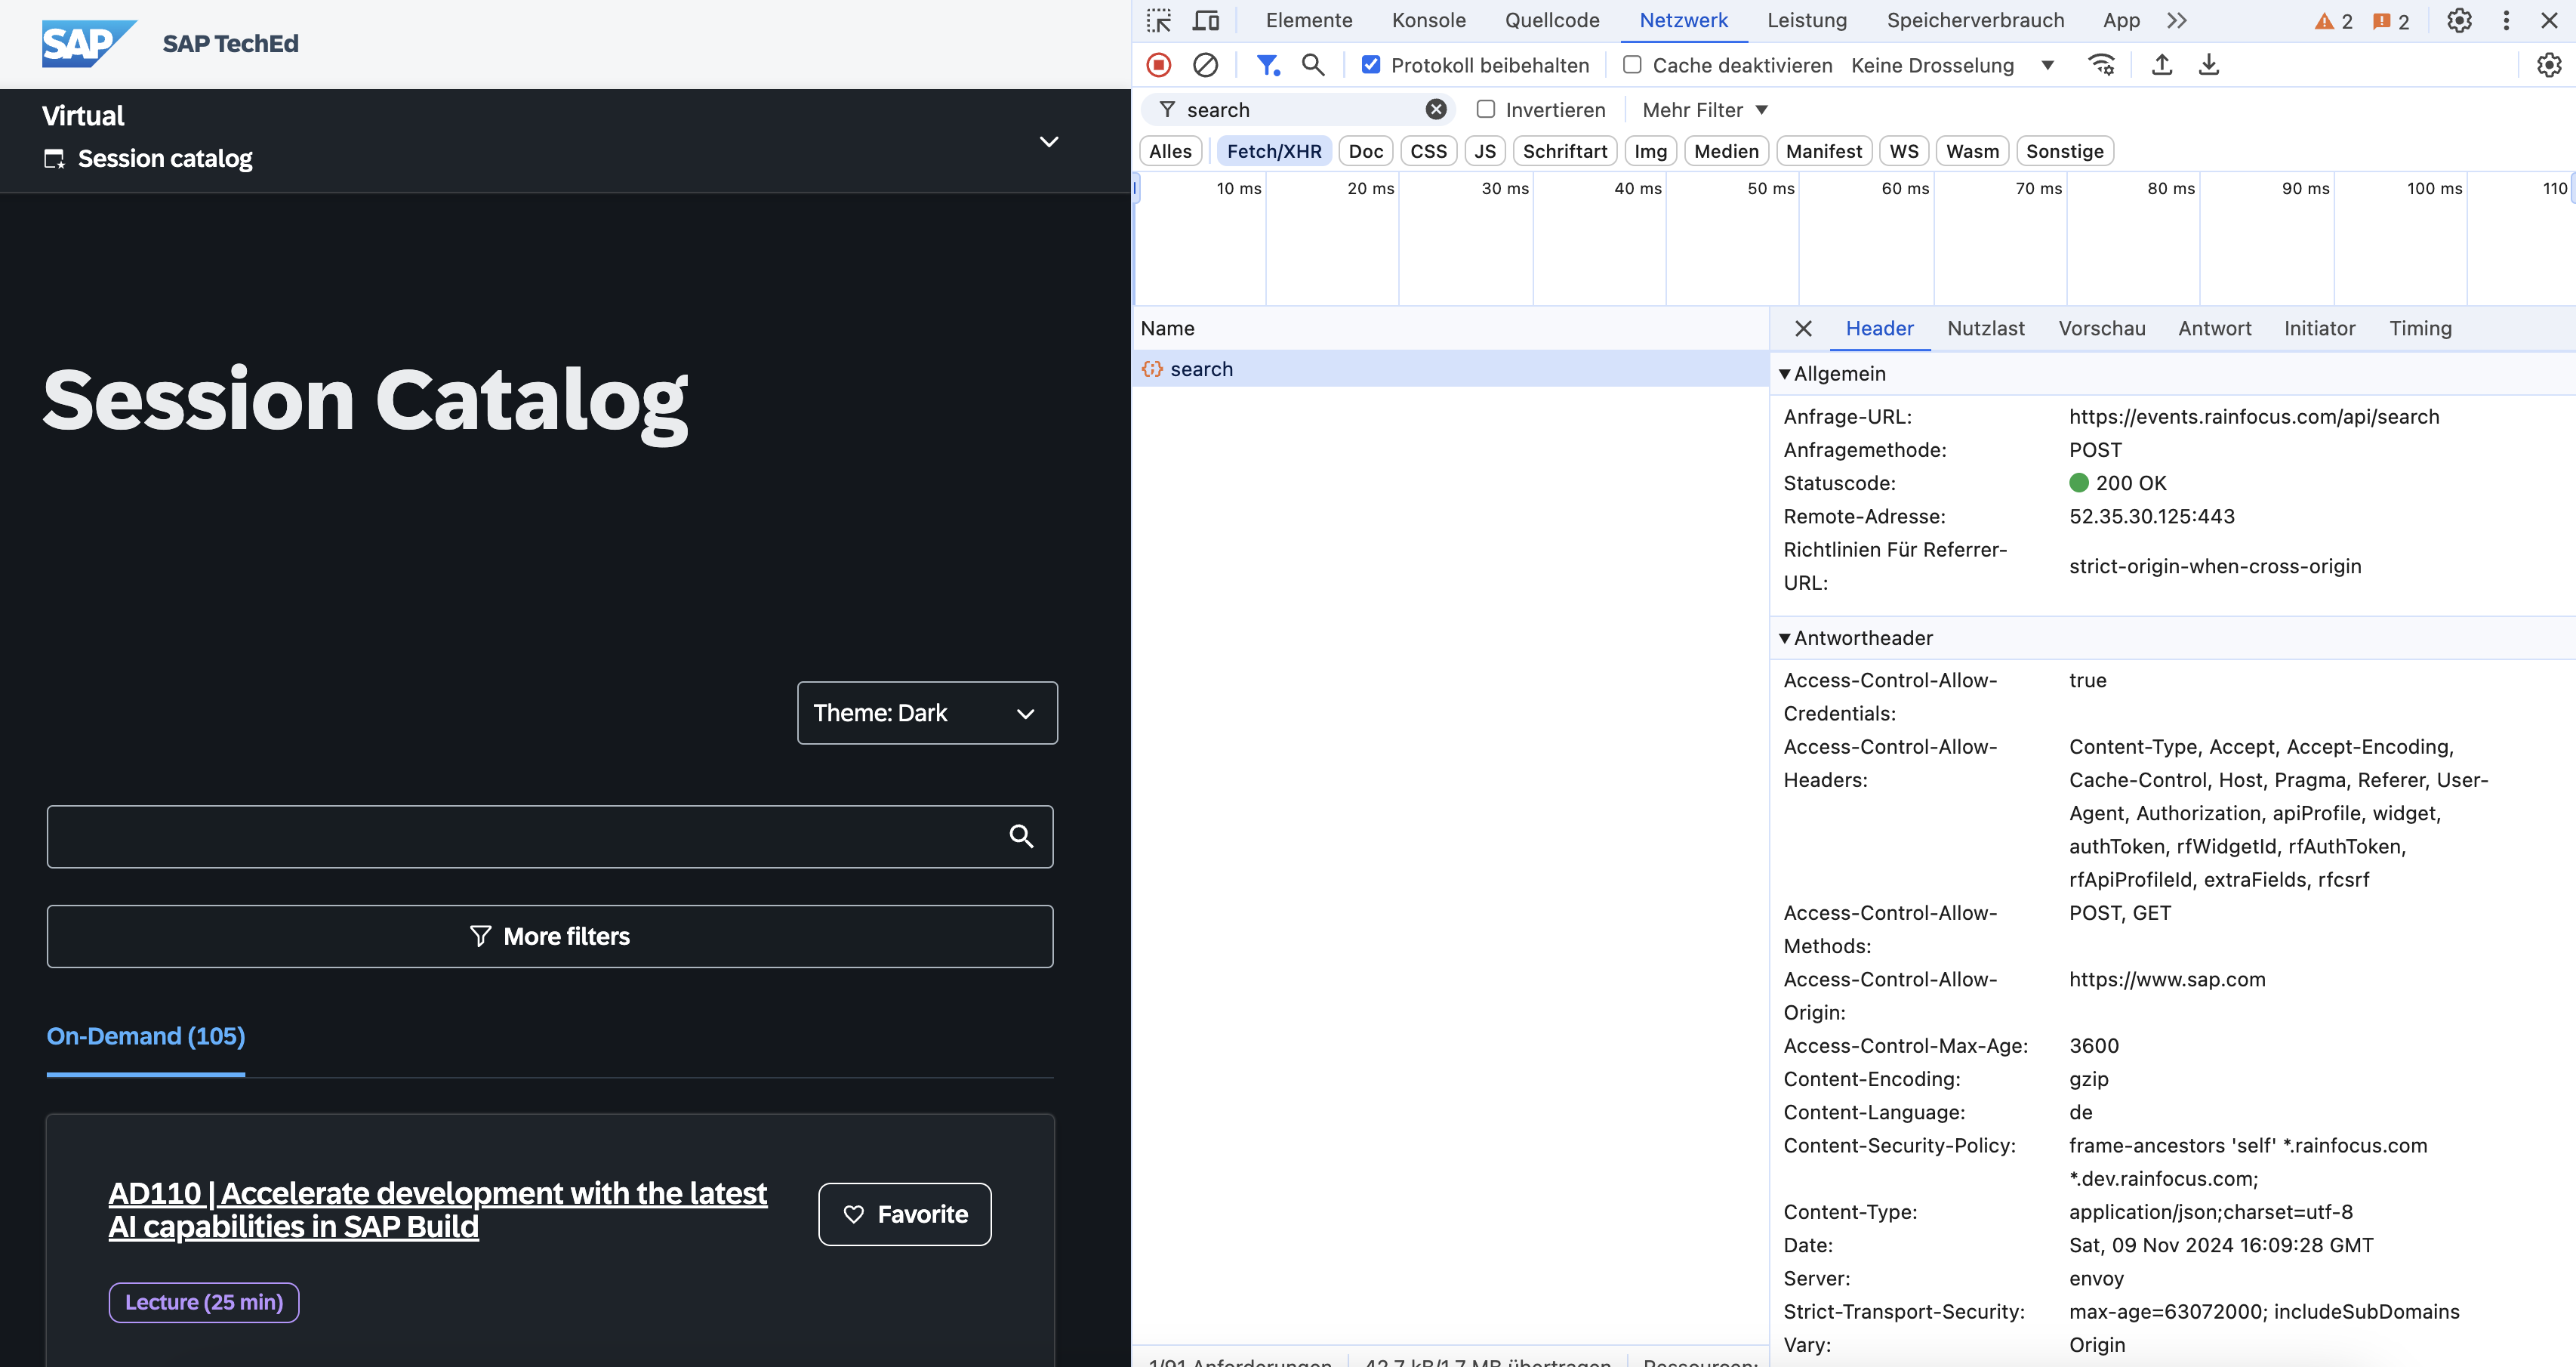 SAP
SAP TechEd
Virtual
Session catalog
Session Catalog
Theme: Dark
More filters
On-Demand (105)
AD110 | Accelerate development with the latest
AI capabilities in SAP Build
Favorite
Lecture (25 min)
Elemente Konsole Quellcode Netzwerk Leistung Speicherverbrauch App 2 2
Protokoll beibehalten Cache deaktivieren Keine Drosselung
search Invertieren Mehr Filter
Alles Fetch/XHR Doc CSS JS Schriftart Img Medien Manifest WS Wasm Sonstige
10 ms 20 ms 30 ms 40 ms 50 ms 60 ms 70 ms 80 ms 90 ms 100 ms 110
Name
search
Header Nutzlast Vorschau Antwort Initiator Timing
Allgemein
Anfrage-URL: https://events.rainfocus.com/api/search
Anfragemethode: POST
Statuscode: 200 OK
Remote-Adresse: 52.35.30.125:443
Richtlinien Für Referrer-
URL: strict-origin-when-cross-origin
Antwortheader
Access-Control-Allow- true
Credentials:
Access-Control-Allow- Content-Type, Accept, Accept-Encoding,
Headers: Cache-Control, Host, Pragma, Referer, User-
Agent, Authorization, apiProfile, widget,
authToken, rfWidgetId, rfAuthToken,
rfApiProfileId, extraFields, rfcsrf
Access-Control-Allow- POST, GET
Methods:
Access-Control-Allow- https://www.sap.com
Origin:
Access-Control-Max-Age: 3600
Content-Encoding: gzip
Content-Language: de
Content-Security-Policy: frame-ancestors 'self' *.rainfocus.com
*.dev.rainfocus.com;
Content-Type: application/json;charset=utf-8
Date: Sat, 09 Nov 2024 16:09:28 GMT
Server: envoy
Strict-Transport-Security: max-age=63072000; includeSubDomains
Vary: Origin
1/91 Anforderungen 42.7 kB/1.7 MB übertragen Ressourcen: